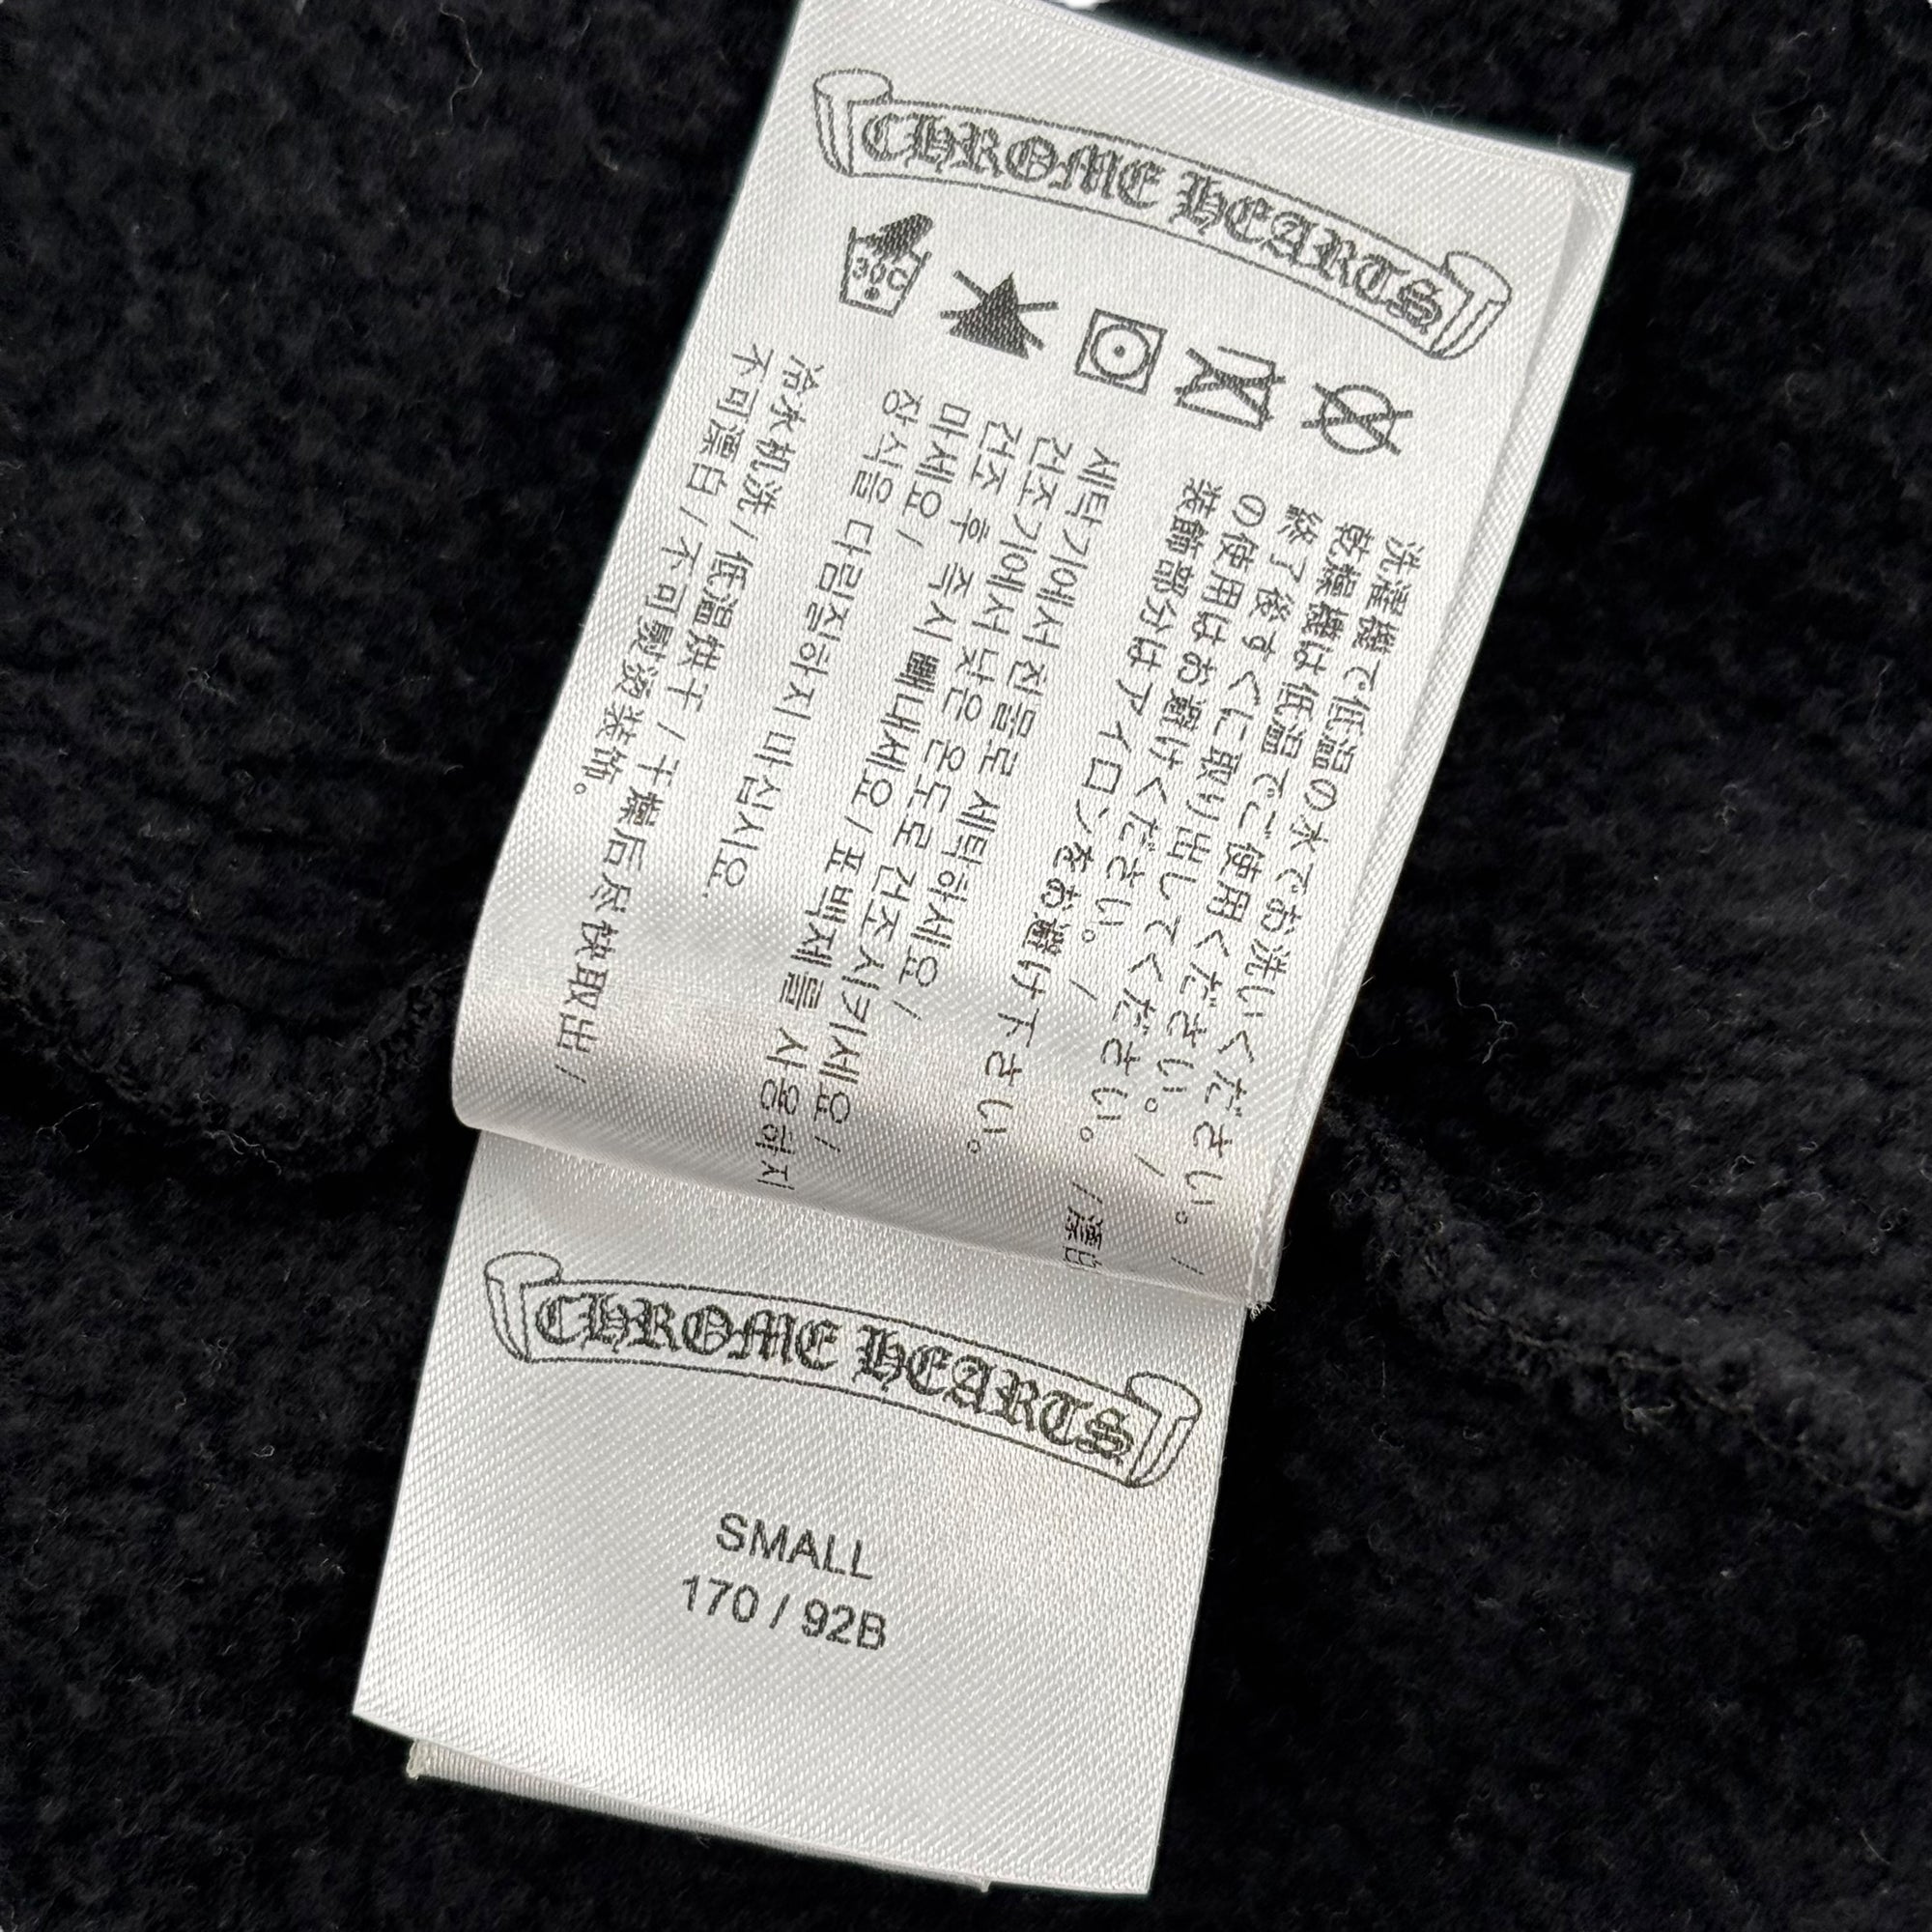 CHROME HEARTS
30C
洗濯機で低温の水でお洗いください。 /
乾燥機は低温でご使用ください。 /
終了後すぐに取り出してください。 / 漂白
の使用はお避けください。 /
装飾部分はアイロンをお避け下さい。
세탁기에서 찬물로 세탁하세요 /
건조기에서 낮은 온도로 건조시키세요 /
건조 후 즉시 빼내세요 / 표백제를 사용하지
마세요 /
장식을 다림질하지 마십시요.
冷水机洗 / 低温烘干 / 干燥后尽快取出 /
不可漂白 / 不可熨烫装饰。
CHROME HEARTS
SMALL
170 / 92B